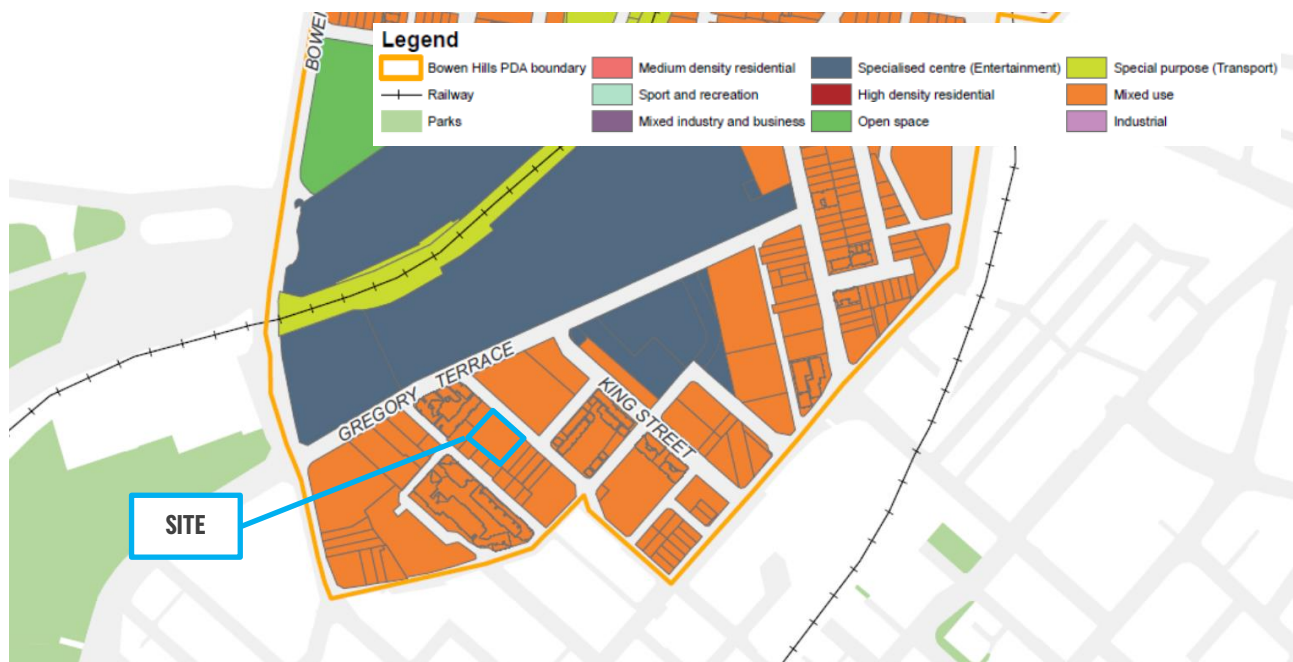 BOWEN
Legend
Bowen Hills PDA boundary
Medium density residential
Specialised centre (Entertainment)
Special purpose (Transport)
Railway
Sport and recreation
High density residential
Mixed use
Parks
Mixed industry and business
Open space
Industrial
GREGORY TERRACE
KING STREET
SITE